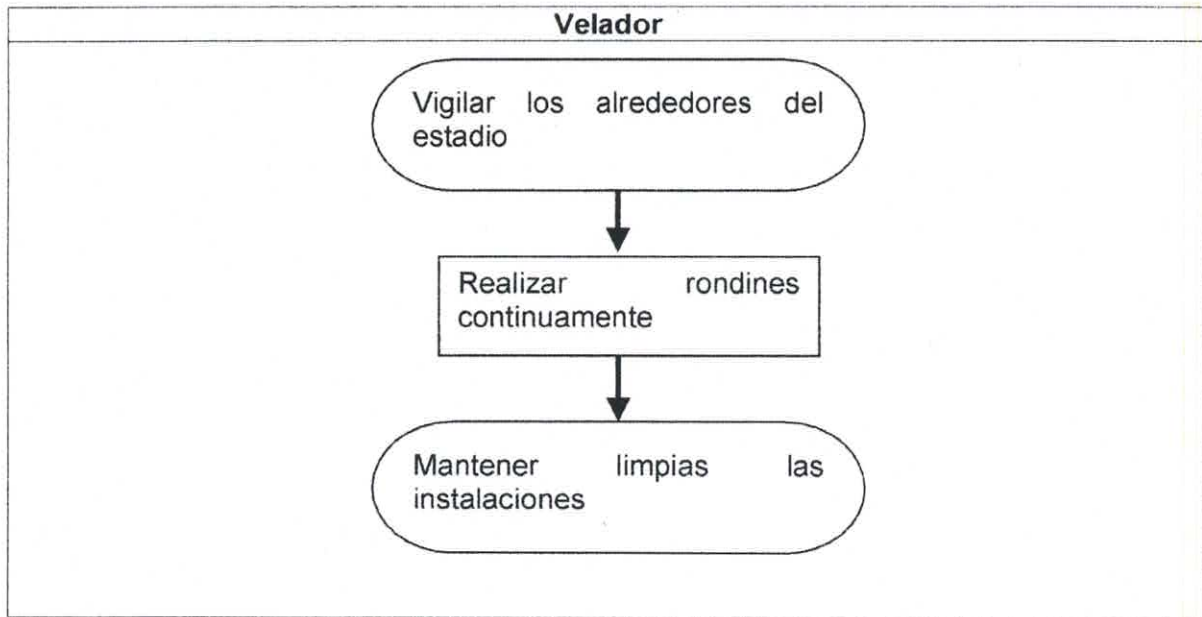 Velador
Vigilar los alrededores del
estadio
Realizar rondines
continuamente
Mantener limpias las
instalaciones